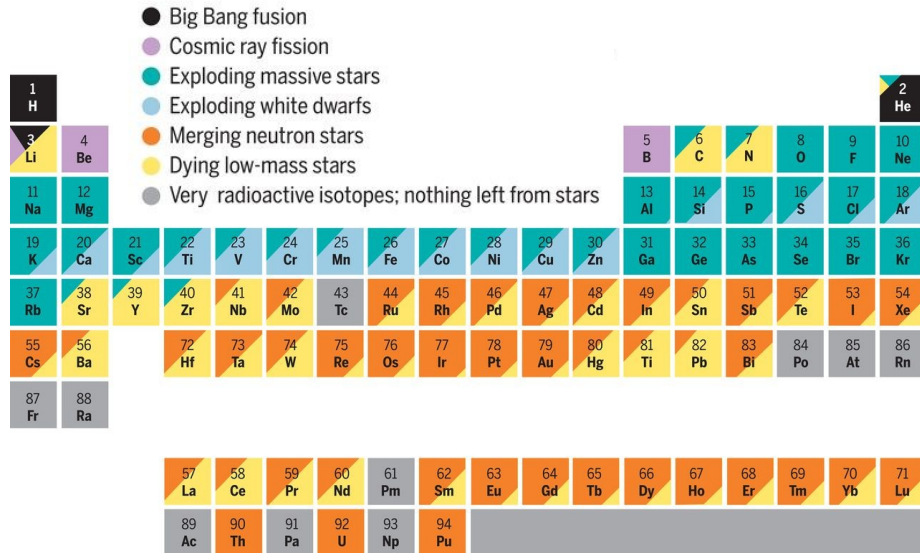 Big Bang fusion
Cosmic ray fission
Exploding massive stars
Exploding white dwarfs
Merging neutron stars
Dying low-mass stars
Very radioactive isotopes; nothing left from stars
1 2
H He
3 4 5 6 7 8 9 10
Li Be B C N O F Ne
11 12 13 14 15 16 17 18
Na Mg Al Si P S Cl Ar
19 20 21 22 23 24 25 26 27 28 29 30 31 32 33 34 35 36
K Ca Sc Ti V Cr Mn Fe Co Ni Cu Zn Ga Ge As Se Br Kr
37 38 39 40 41 42 43 44 45 46 47 48 49 50 51 52 53 54
Rb Sr Y Zr Nb Mo Tc Ru Rh Pd Ag Cd In Sn Sb Te I Xe
55 56 72 73 74 75 76 77 78 79 80 81 82 83 84 85 86
Cs Ba Hf Ta W Re Os Ir Pt Au Hg Ti Pb Bi Po At Rn
87 88
Fr Ra
57 58 59 60 61 62 63 64 65 66 67 68 69 70 71
La Ce Pr Nd Pm Sm Eu Gd Tb Dy Ho Er Tm Yb Lu
89 90 91 92 93 94
Ac Th Pa U Np Pu